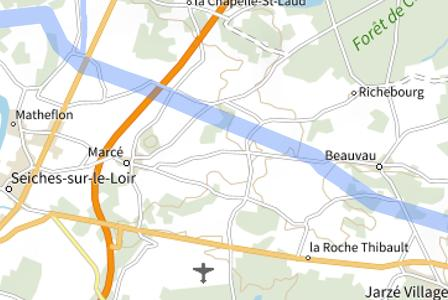 la Chapelle-St-Laud
Forêt de C
Richebourg
Matheflon
Marcé
Beauvau
Seiches-sur-le-Loir
la Roche Thibault
Jarzé Village